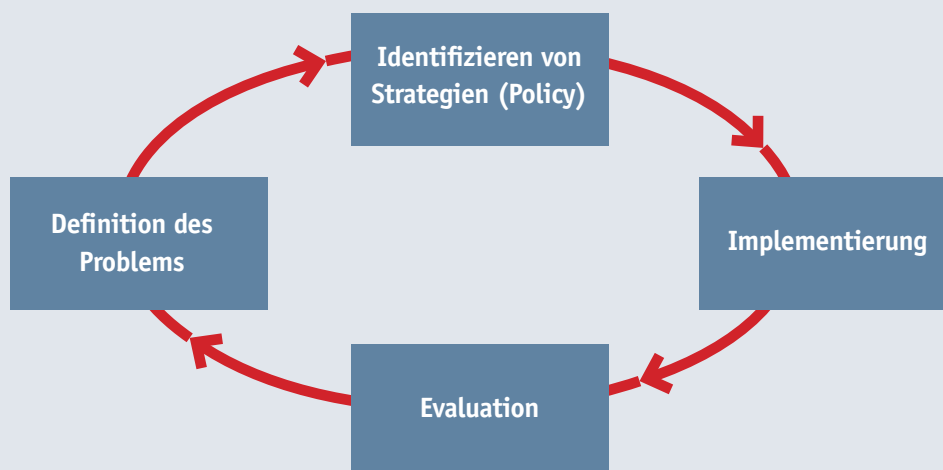 Identifizieren von
Strategien (Policy)
Definition des
Problems
Implementierung
Evaluation